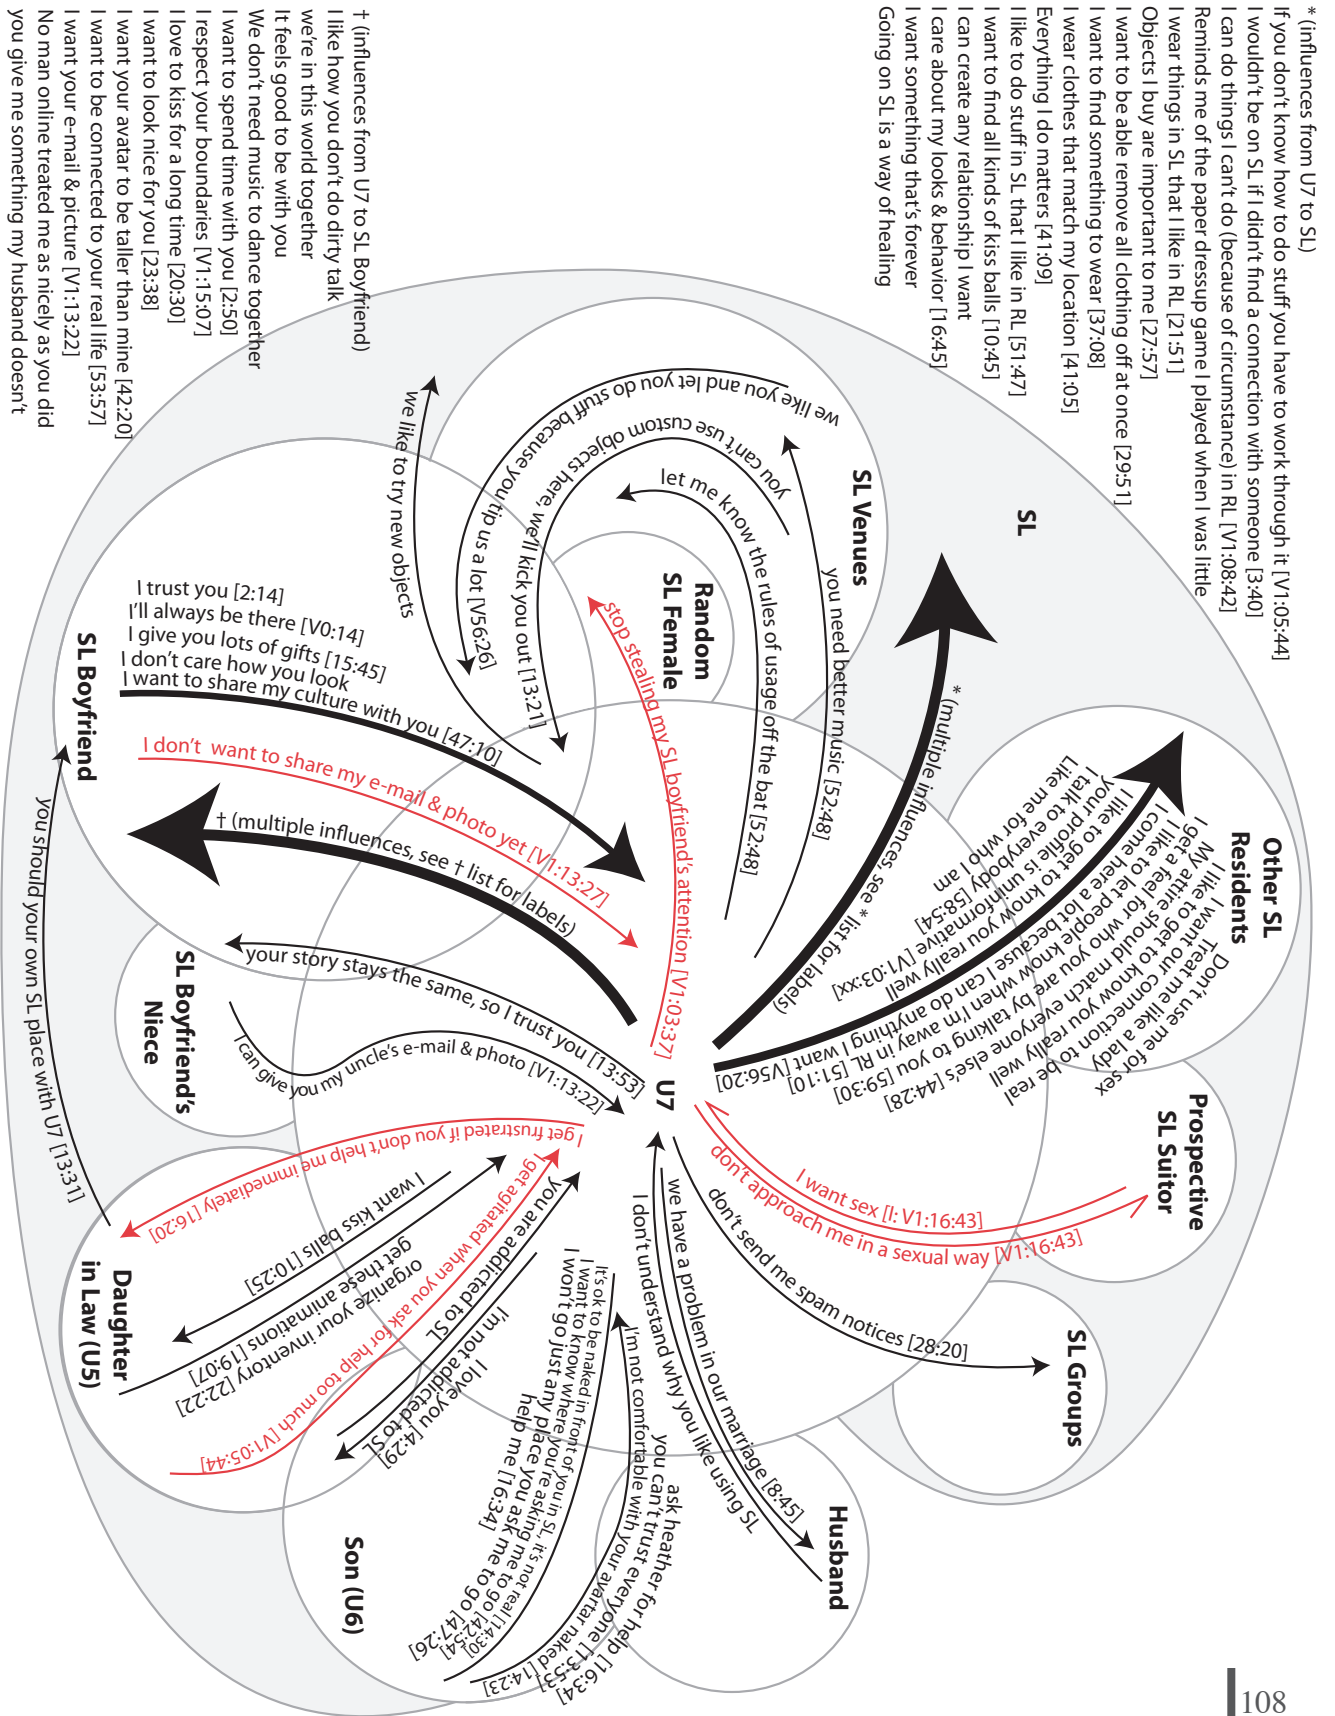 * (influences from U7 to SL)
If you don't know how to do stuff you have to work through it [V1:05:44]
I wouldn't be on SL if I didn't find a connection with someone [3:40]
I can do things I can't do (because of circumstance) in RL [V1:08:42]
Reminds me of the paper dressup game I played when I was little
I wear things in SL that I like in RL [21:51]
Objects I buy are important to me [27:57]
I want to be able remove all clothing off at once [29:51]
I want to find something to wear [37:08]
I wear clothes that match my location [41:05]
Everything I do matters [41:09]
I like to do stuff in SL that I like in RL [51:47]
I want to find all kinds of kiss balls [10:45]
I can create any relationship I want
I care about my looks & behavior [16:45]
I want something that's forever
Going on SL is a way of healing
† (influences from U7 to SL Boyfriend)
I like how you don't do dirty talk
we're in this world together
It feels good to be with you
We don't need music to dance together
I want to spend time with you [2:50]
I respect your boundaries [V1:15:07]
I love to kiss for a long time [20:30]
I want to look nice for you [23:38]
I want your avatar to be taller than mine [42:20]
I want to be connected to your real life [53:57]
I want your e-mail & picture [V1:13:22]
No man online treated me as nicely as you did
you give me something my husband doesn't
SL
Other SL
Residents
Like me for who I am
I talk to everybody [58:54]
your profile is uninformative [V1:03:xx]
I like to get to know you really well
I come here a lot because I can do anything I want [V56:20]
I like to let people know when I'm away in RL [51:10]
I get a feel for who you are by talking to you [59:30]
My attire should match everyone else's [44:28]
I like to get to know you really well
I want our connection to be real
Treat me like a lady
Don't use me for sex
* (multiple influences, see * list for labels)
Prospective
SL Suitor
I want sex [I: V1:16:43]
don't approach me in a sexual way [V1:16:43]
SL Groups
don't send me spam notices [28:20]
Husband
we have a problem in our marriage [8:45]
I don't understand why you like using SL
SL Venues
you need better music [52:48]
let me know the rules of usage off the bat [52:48]
you can't use custom objects here, we'll kick you out [13:21]
we like you and let you do stuff because you tip us a lot [V56:26]
Random
SL Female
stop stealing my SL boyfriend's attention [V1:03:37]
U7
we like to try new objects
SL Boyfriend
I trust you [2:14]
I'll always be there [V0:14]
I give you lots of gifts [15:45]
I don't care how you look
I want to share my culture with you [47:10]
I don't want to share my e-mail & photo yet [V1:13:27]
† (multiple influences, see † list for labels)
SL Boyfriend's
Niece
your story stays the same, so I trust you [13:53]
I can give you my uncle's e-mail & photo [V1:13:22]
you should your own SL place with U7 [13:31]
Daughter
in Law (U5)
I get frustrated if you don't help me immediately [16:20]
I want kiss balls [10:25]
get these animations [19:07]
organize your inventory [22:22]
I get agitated when you ask for help too much [V1:05:44]
Son (U6)
you are addicted to SL
I'm not addicted to SL
I love you [4:29]
It's ok to be naked in front of you in SL, it's not real [14:30]
I want to know where you're asking me to go [42:54]
I won't go just any place you ask me to go [47:26]
help me [16:34]
I'm not comfortable with your avartar naked [14:23]
you can't trust everyone [13:53]
ask heather for help [16:34]
108